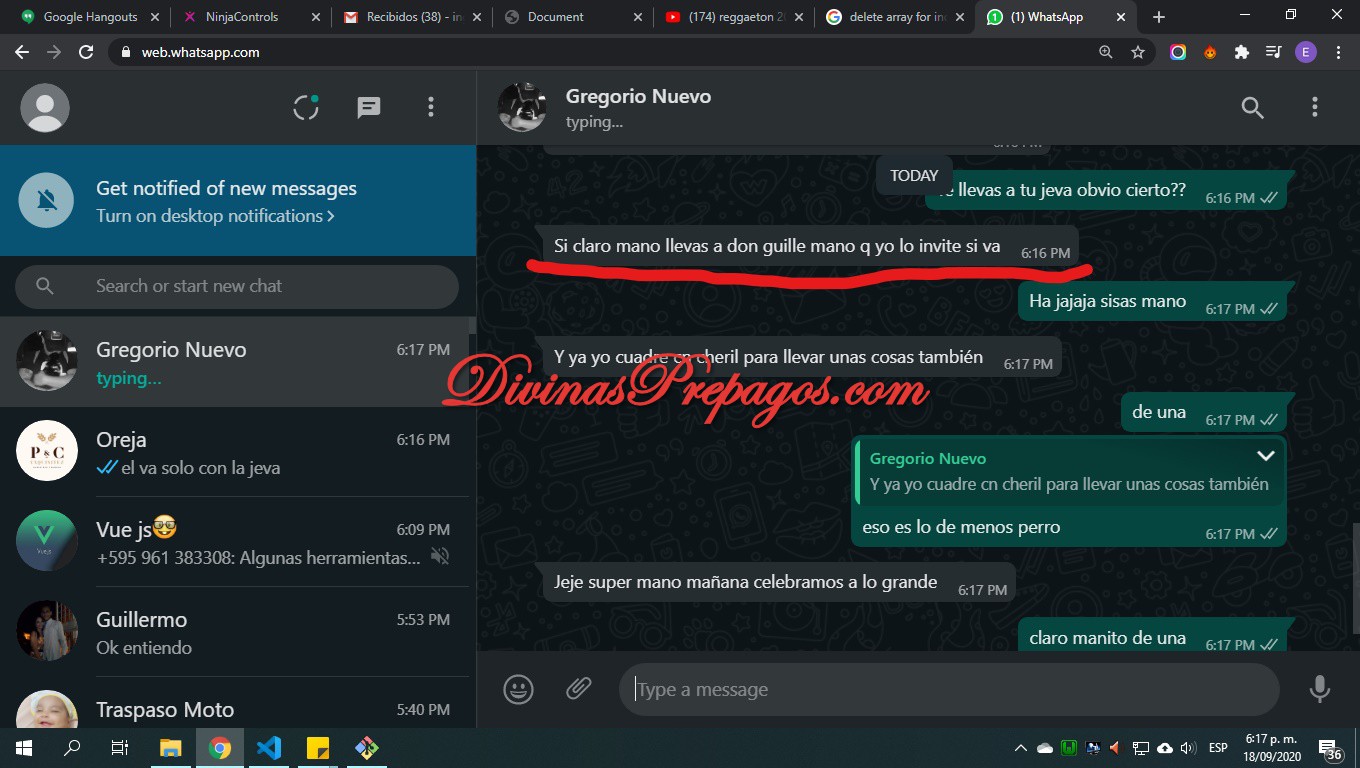 Google Hangouts
NinjaControls
Recibidos (38) - in
Document
(174) reggaeton 2
delete array for in
(1) WhatsApp
web.whatsapp.com
E
Gregorio Nuevo
typing...
Get notified of new messages
Turn on desktop notifications >
Search or start new chat
Gregorio Nuevo 6:17 PM
typing...
Oreja 6:16 PM
el va solo con la jeva
P&C
Vue js🤓 6:09 PM
+595 961 383308: Algunas herramientas...
Guillermo 5:53 PM
Ok entiendo
Traspaso Moto 5:40 PM
TODAY
llevas a tu jeva obvio cierto?? 6:16 PM
Si claro mano llevas a don guille mano q yo lo invite si va 6:16 PM
Ha jajaja sisas mano 6:17 PM
Y ya yo cuadre cn cheril para llevar unas cosas también 6:17 PM
DivinasPrepagos.com
de una 6:17 PM
Gregorio Nuevo
Y ya yo cuadre cn cheril para llevar unas cosas también
eso es lo de menos perro 6:17 PM
Jeje super mano mañana celebramos a lo grande 6:17 PM
claro manito de una 6:17 PM
Type a message
ESP
6:17 p. m.
18/09/2020
36